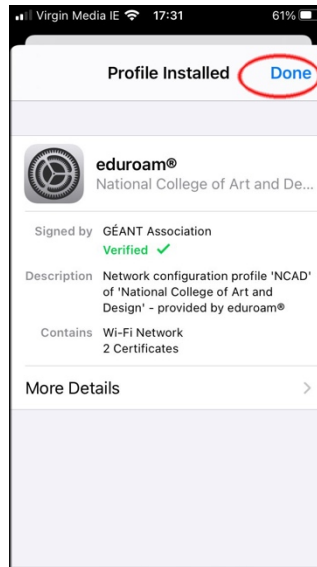 Virgin Media IE 17:31 61%
Profile Installed Done
eduroam®
National College of Art and De...
Signed by GÉANT Association
Verified
Description Network configuration profile 'NCAD'
of 'National College of Art and
Design' - provided by eduroam®
Contains Wi-Fi Network
2 Certificates
More Details